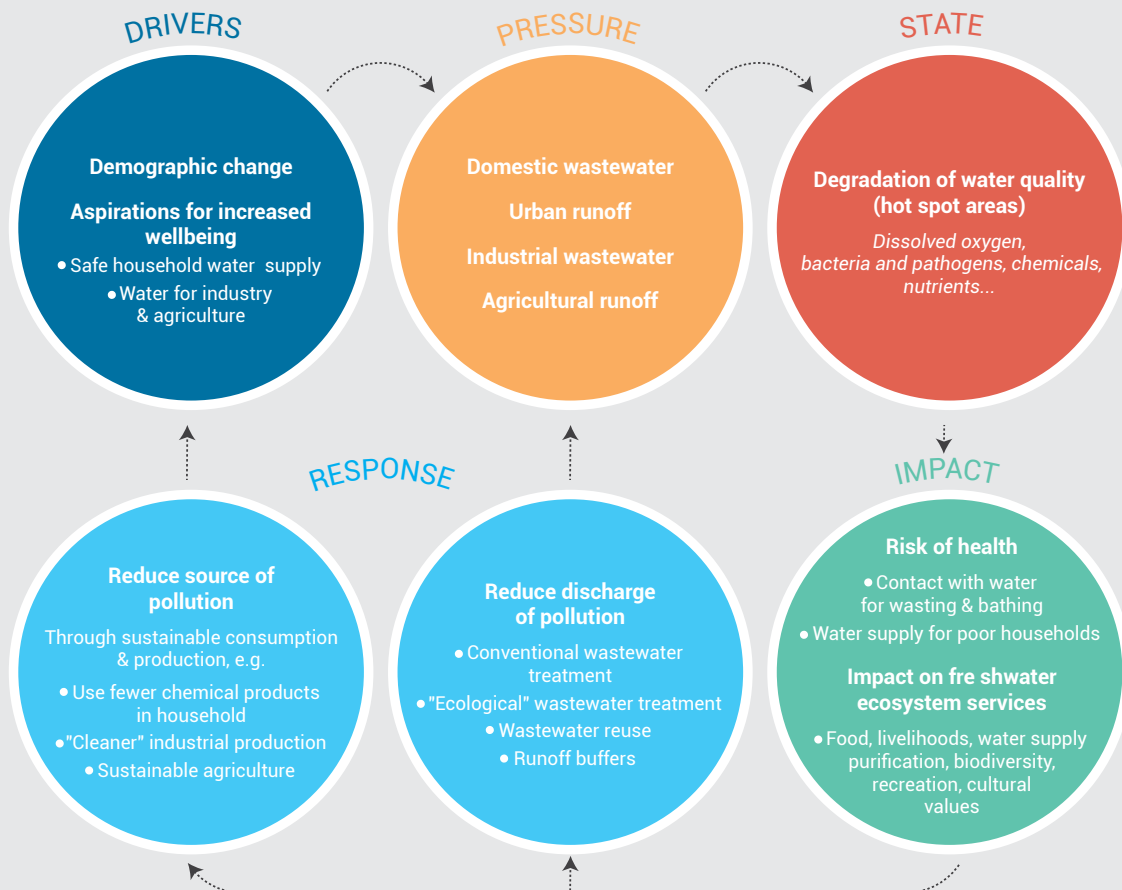 DRIVERS
Demographic change
Aspirations for increased
wellbeing
• Safe household water supply
• Water for industry
& agriculture
PRESSURE
Domestic wastewater
Urban runoff
Industrial wastewater
Agricultural runoff
STATE
Degradation of water quality
(hot spot areas)
Dissolved oxygen,
bacteria and pathogens, chemicals,
nutrients...
RESPONSE
Reduce source of
pollution
Through sustainable consumption
& production, e.g.
• Use fewer chemical products
in household
• "Cleaner" industrial production
• Sustainable agriculture
Reduce discharge
of pollution
• Conventional wastewater
treatment
• "Ecological" wastewater treatment
• Wastewater reuse
• Runoff buffers
IMPACT
Risk of health
• Contact with water
for wasting & bathing
• Water supply for poor households
Impact on fre shwater
ecosystem services
• Food, livelihoods, water supply
purification, biodiversity,
recreation, cultural
values